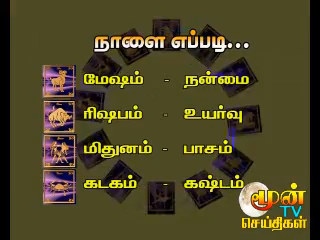 நாளை எப்படி...
மேஷம் - நன்மை
ரிஷபம் - உயர்வு
மிதுனம் - பாசம்
கடகம் - கஷ்டம்
மூன்
TV
செய்திகள்